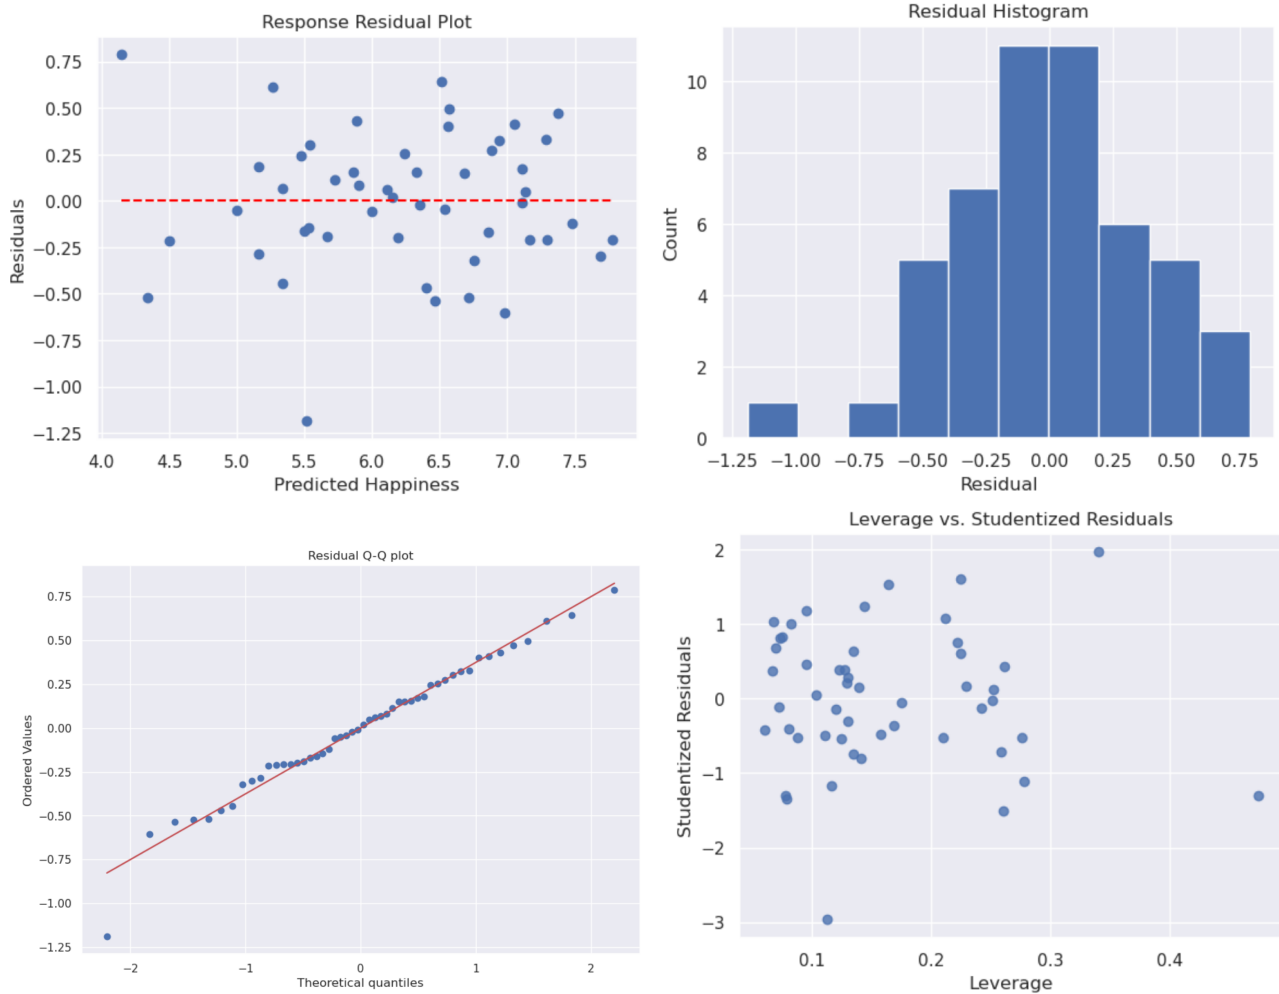 Response Residual Plot
0.75
0.50
0.25
0.00
−0.25
−0.50
−0.75
−1.00
−1.25
Residuals
4.0 4.5 5.0 5.5 6.0 6.5 7.0 7.5
Predicted Happiness
Residual Histogram
10
8
6
4
2
0
Count
−1.25 −1.00 −0.75 −0.50 −0.25 0.00 0.25 0.50 0.75
Residual
Residual Q-Q plot
0.75
0.50
0.25
0.00
−0.25
−0.50
−0.75
−1.00
−1.25
Ordered Values
−2 −1 0 1 2
Theoretical quantiles
Leverage vs. Studentized Residuals
2
1
0
−1
−2
−3
Studentized Residuals
0.1 0.2 0.3 0.4
Leverage